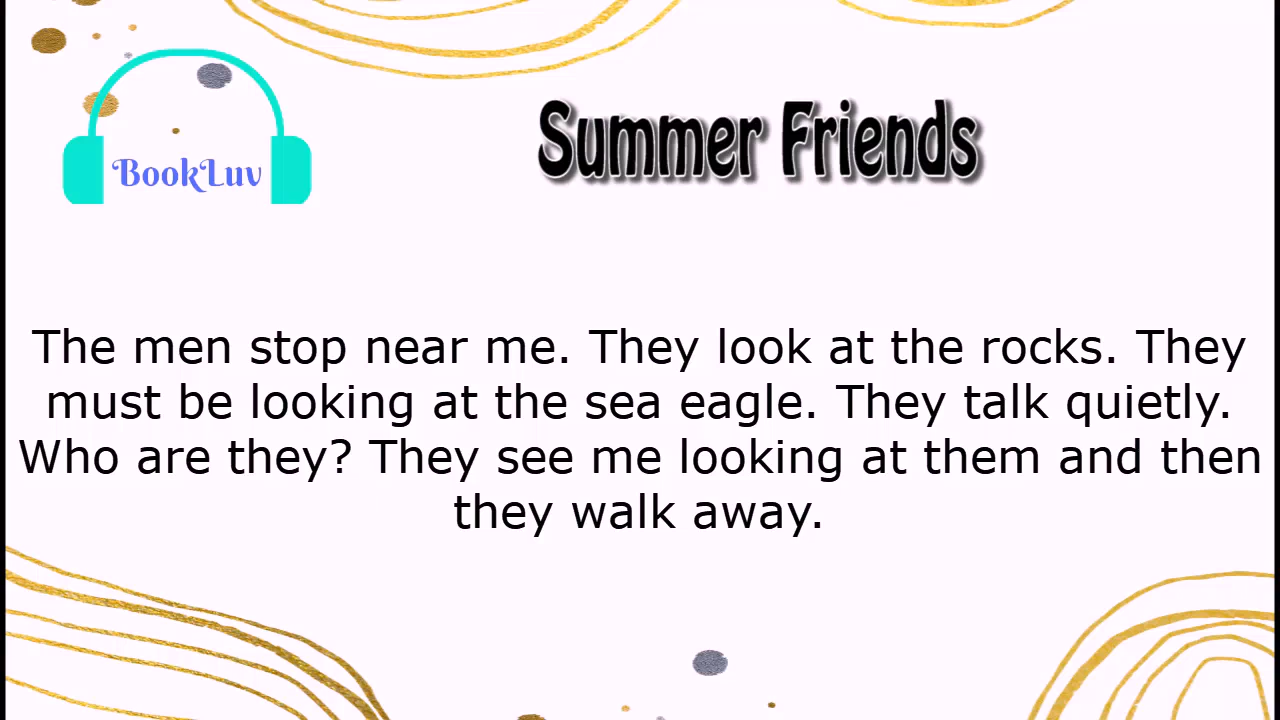 BookLuv
Summer Friends
The men stop near me. They look at the rocks. They
must be looking at the sea eagle. They talk quietly.
Who are they? They see me looking at them and then
they walk away.